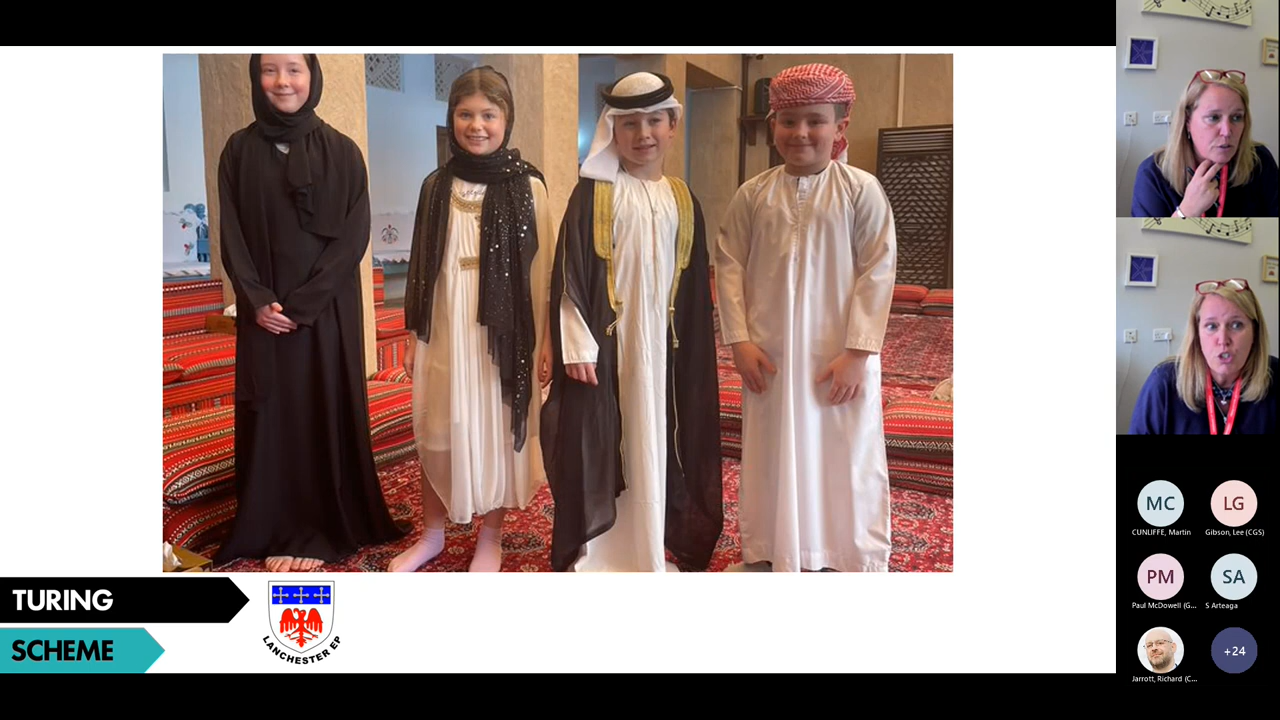 TURING
SCHEME
LANCHESTER EP
MC
CUNLIFFE, Martin
LG
Gibson, Lee (CGS)
PM
Paul McDowell (G...
SA
S Arteaga
Jarrott, Richard (C...
+24